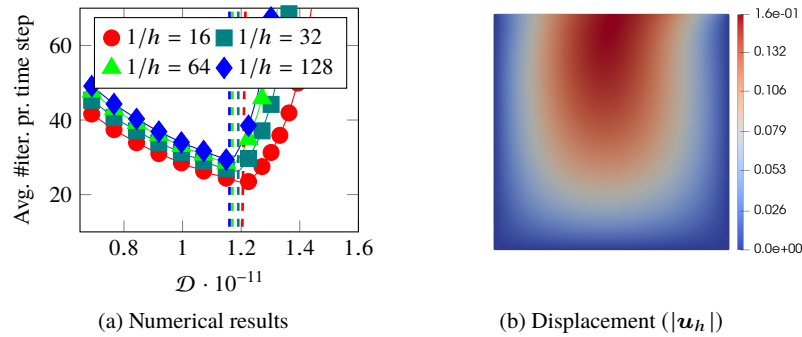 60
40
20
Avg. #iter. pr. time step
1/h = 16
1/h = 32
1/h = 64
1/h = 128
0.8
1
1.2
1.4
1.6
𝒟 · 10⁻¹¹
(a) Numerical results
1.6e-01
0.132
0.106
0.079
0.053
0.026
0.0e+00
(b) Displacement (|𝒖ₕ|)